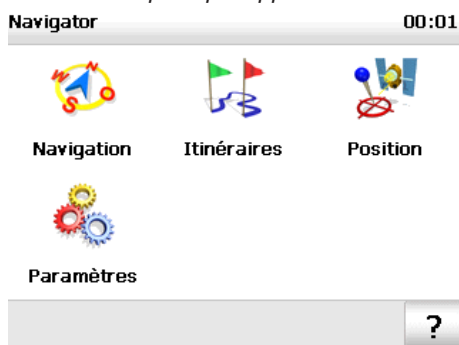 Navigator 00:01
N
W O
S
Navigation Itinéraires Position
Paramètres
?